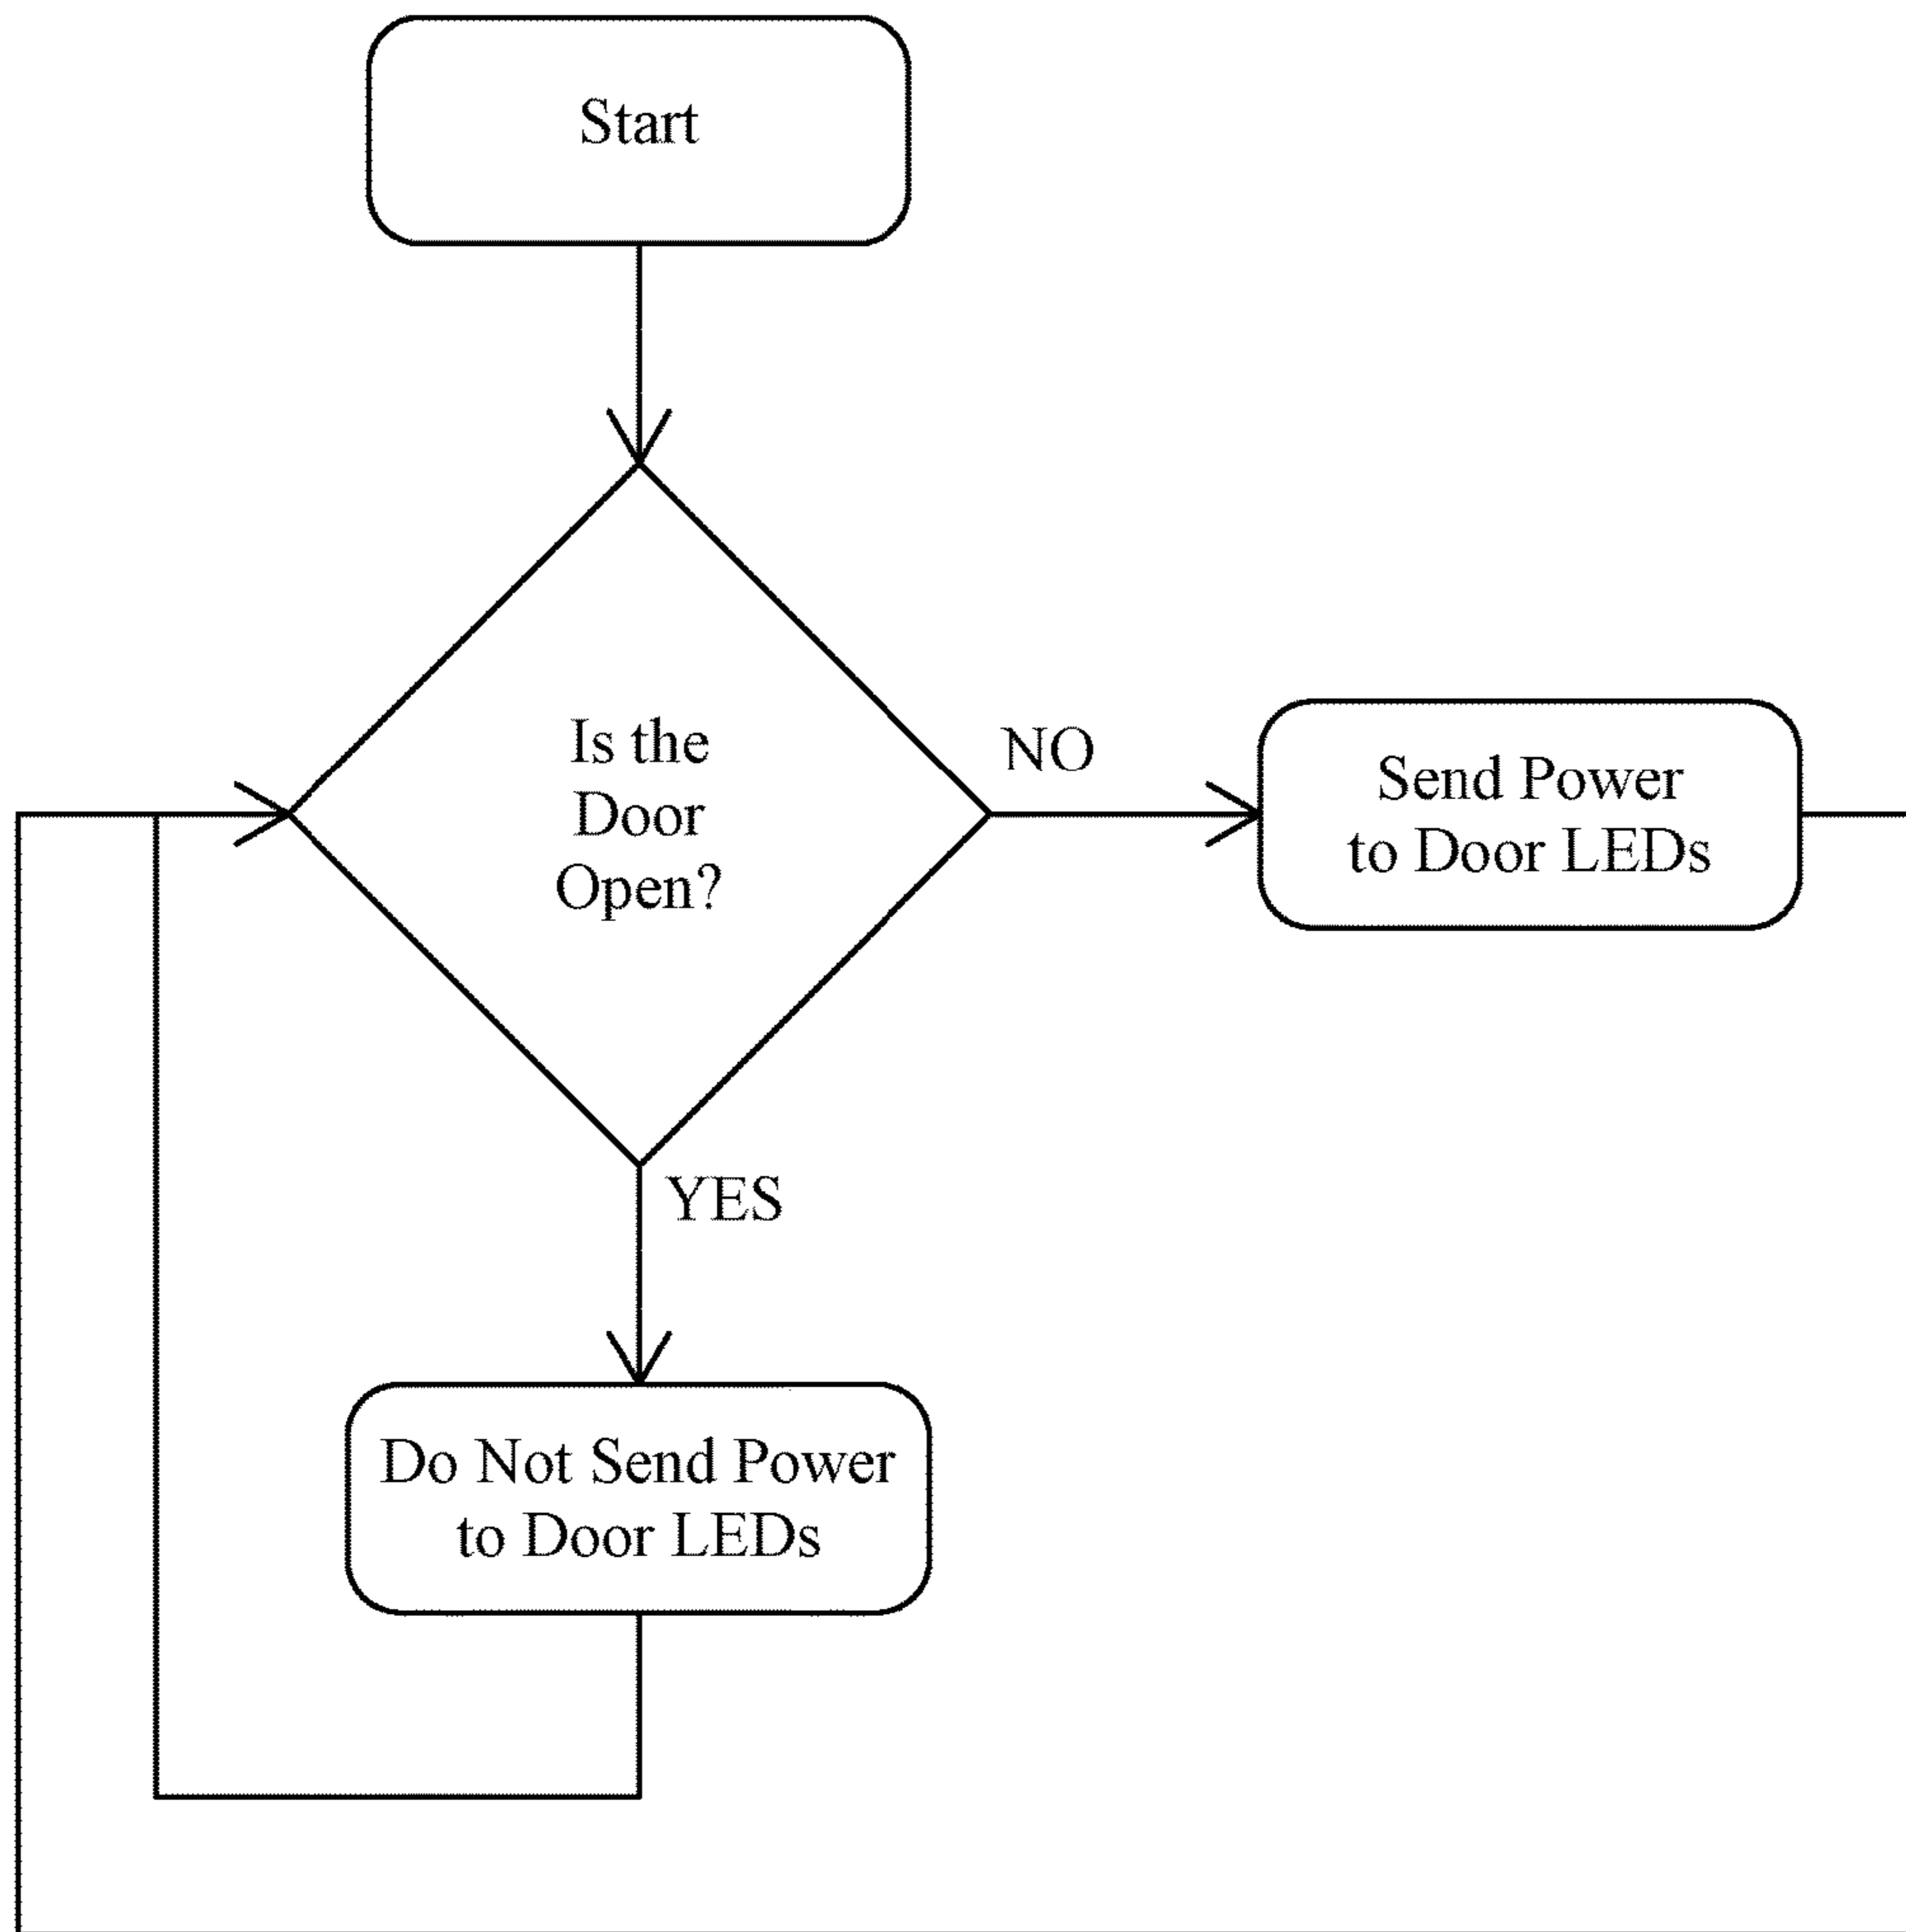 Start
Is the
Door
Open?
NO
Send Power
to Door LEDs
YES
Do Not Send Power
to Door LEDs